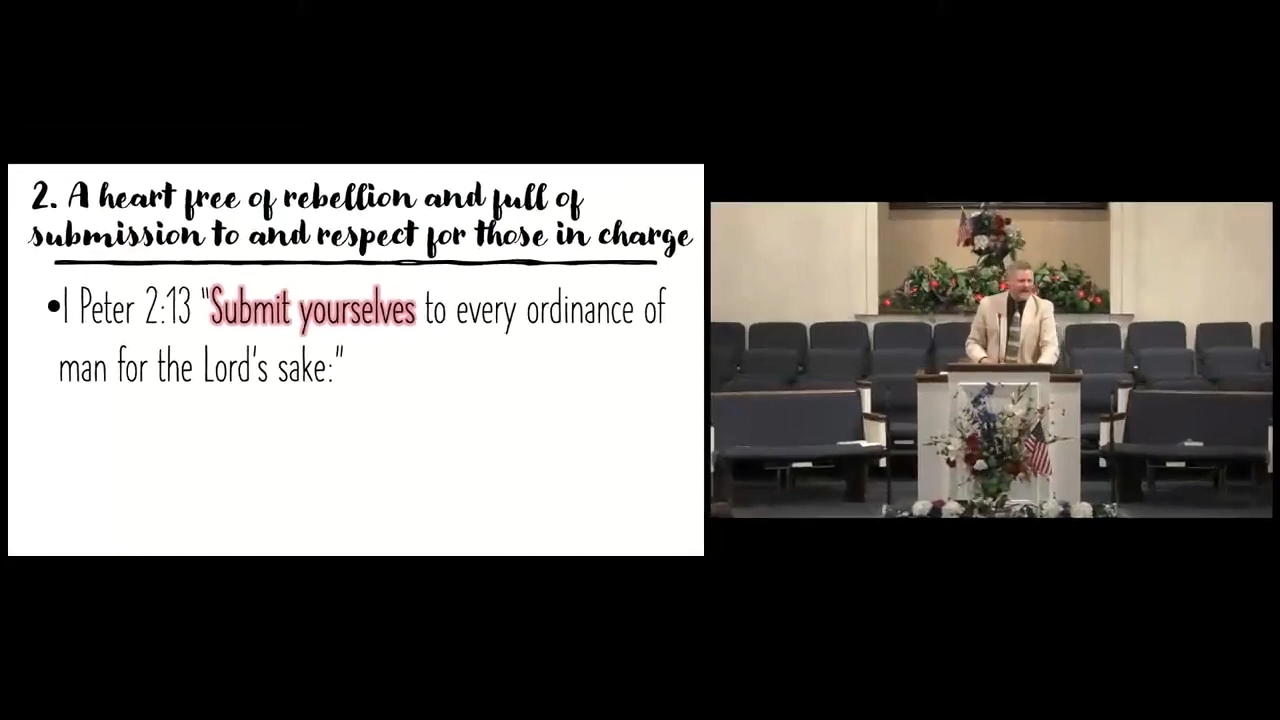 2. A heart free of rebellion and full of
submission to and respect for those in charge
•I Peter 2:13 "Submit yourselves to every ordinance of
man for the Lord's sake:"